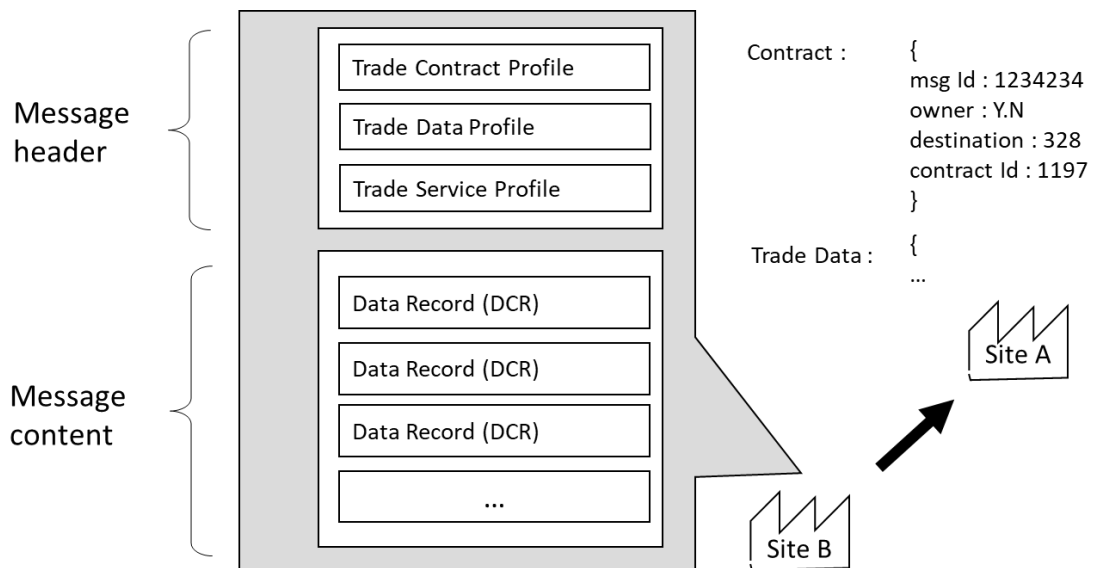 Message
header
Trade Contract Profile
Trade Data Profile
Trade Service Profile
Message
content
Data Record (DCR)
Data Record (DCR)
Data Record (DCR)
...
Contract :
{
msg Id : 1234234
owner : Y.N
destination : 328
contract Id : 1197
}
Trade Data :
{
...
Site A
Site B